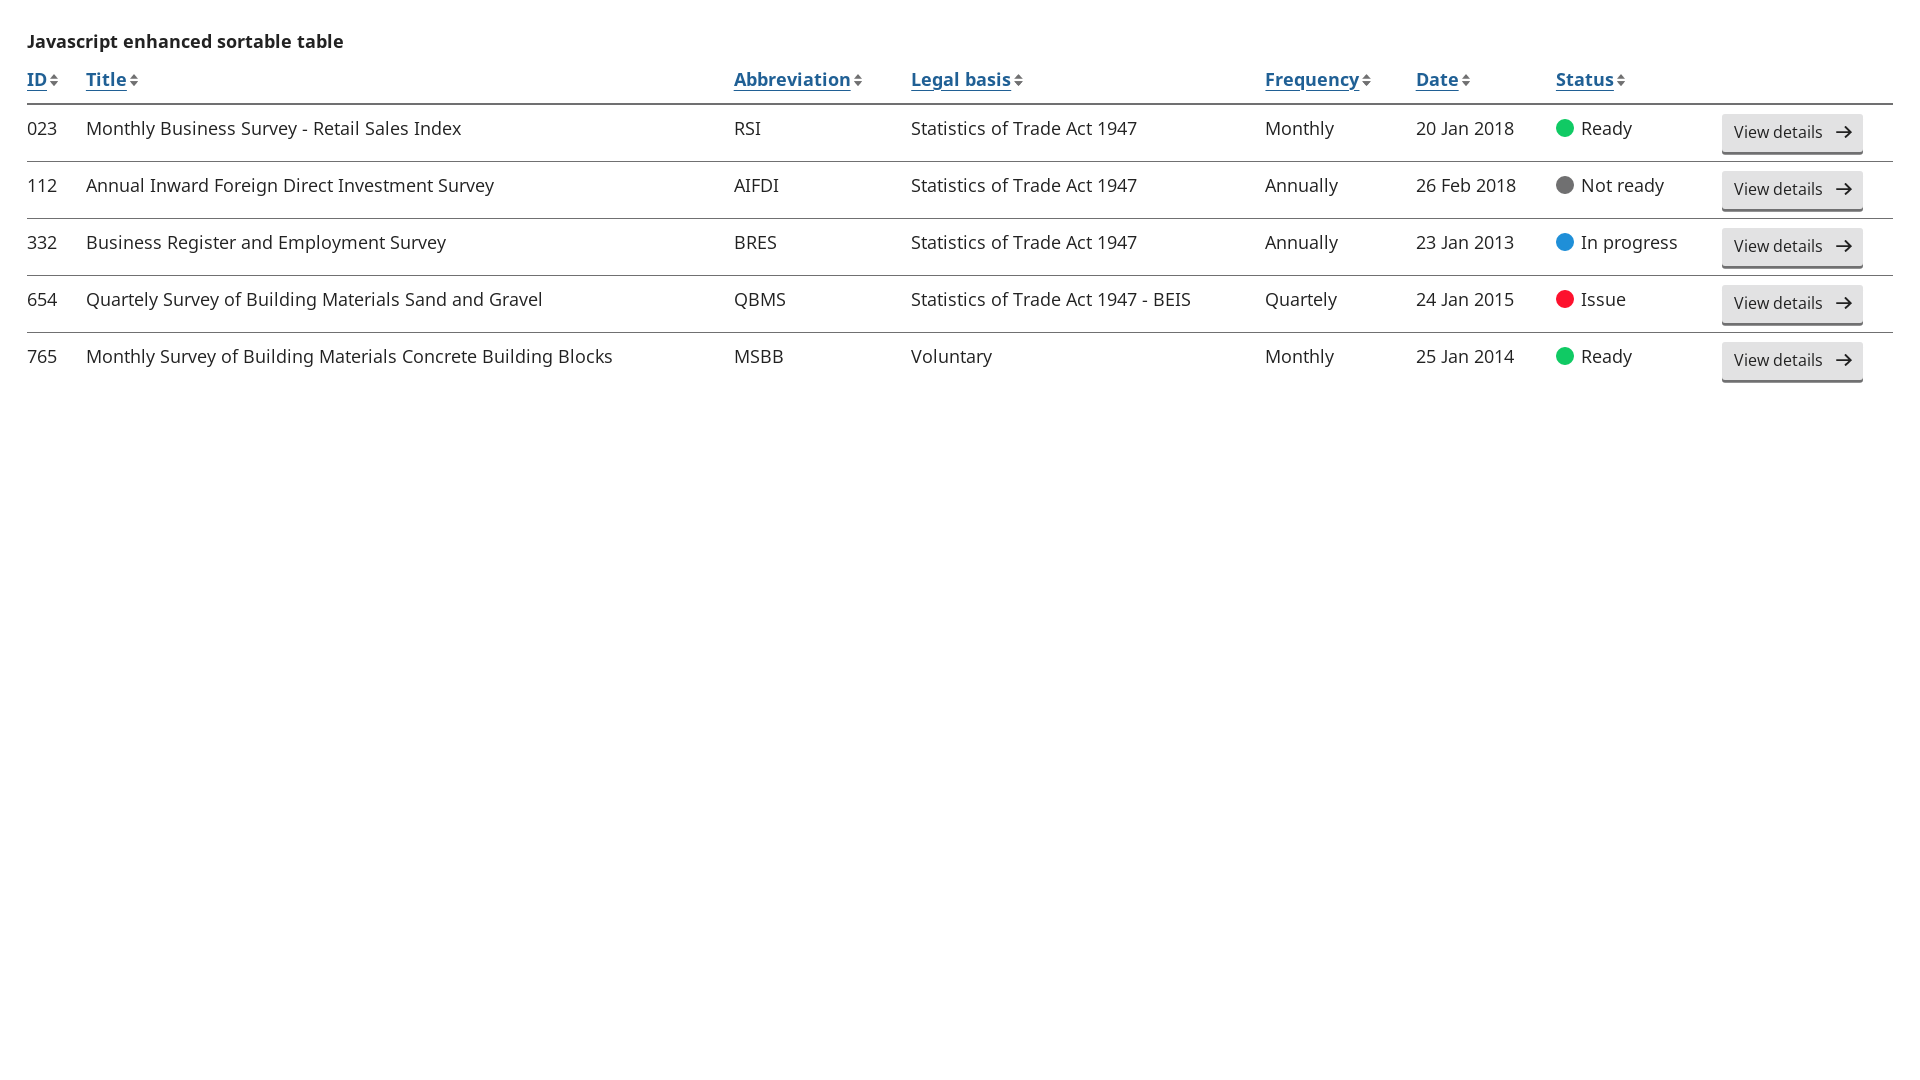 Javascript enhanced sortable table
ID Title Abbreviation Legal basis Frequency Date Status
023 Monthly Business Survey - Retail Sales Index RSI Statistics of Trade Act 1947 Monthly 20 Jan 2018 Ready View details
112 Annual Inward Foreign Direct Investment Survey AIFDI Statistics of Trade Act 1947 Annually 26 Feb 2018 Not ready View details
332 Business Register and Employment Survey BRES Statistics of Trade Act 1947 Annually 23 Jan 2013 In progress View details
654 Quartely Survey of Building Materials Sand and Gravel QBMS Statistics of Trade Act 1947 - BEIS Quartely 24 Jan 2015 Issue View details
765 Monthly Survey of Building Materials Concrete Building Blocks MSBB Voluntary Monthly 25 Jan 2014 Ready View details